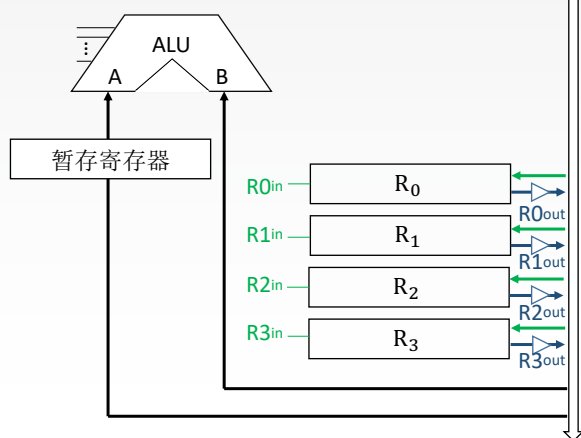 ALU
⋮
A B
暂存寄存器
R0in R₀ R0out
R1in R₁ R1out
R2in R₂ R2out
R3in R₃ R3out